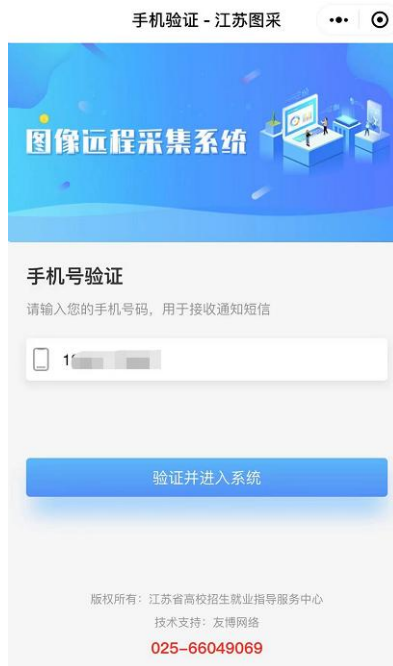 手机验证 - 江苏图采
图像远程采集系统
手机号验证
请输入您的手机号码，用于接收通知短信
1
验证并进入系统
版权所有：江苏省高校招生就业指导服务中心
技术支持：友博网络
025-66049069